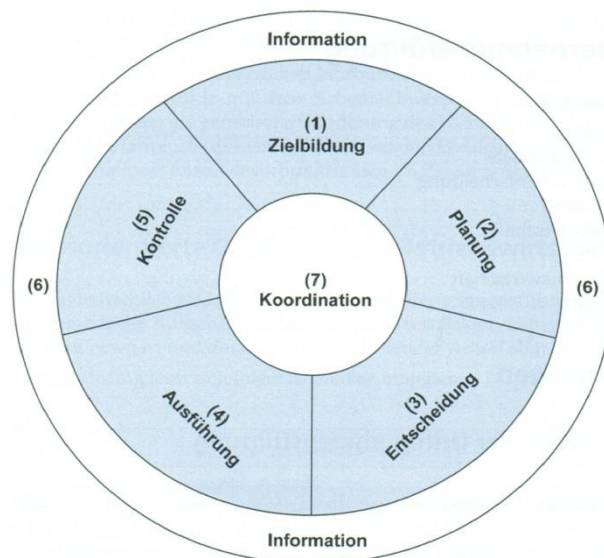 Information
(1)
Zielbildung
(2)
Planung
(3)
Entscheidung
(4)
Ausführung
(5)
Kontrolle
(6)
(6)
(7)
Koordination
Information